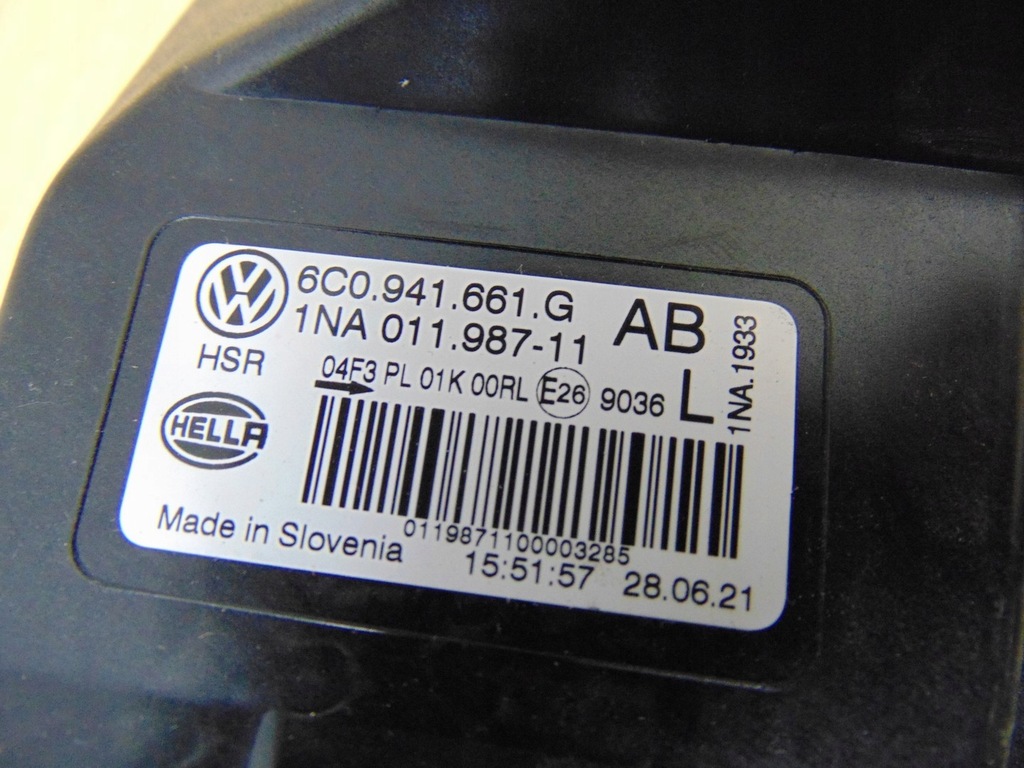 VW
6C0.941.661.G
AB
1NA 011.987-11
1NA.1933
HSR
04F3 PL 01K 00RL E26 9036 L
HELLA
0119871100003285
Made in Slovenia
15:51:57 28.06.21